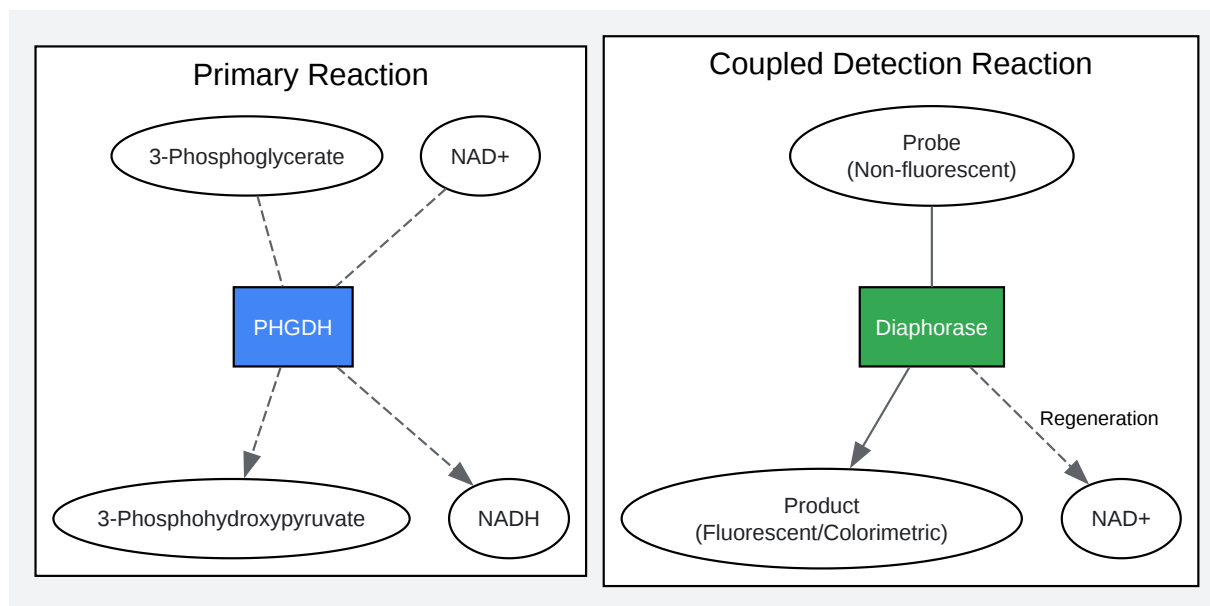 Primary Reaction
3-Phosphoglycerate
NAD+
PHGDH
3-Phosphohydroxypyruvate
NADH
Coupled Detection Reaction
Probe
(Non-fluorescent)
Diaphorase
Regeneration
Product
(Fluorescent/Colorimetric)
NAD+